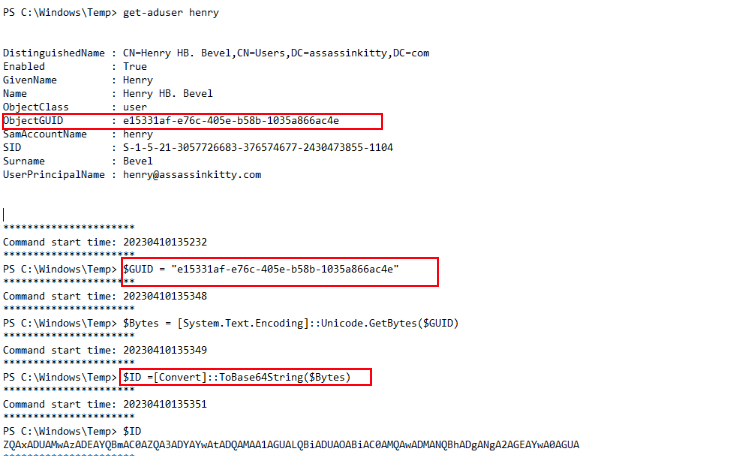 PS C:\Windows\Temp> get-aduser henry
DistinguishedName : CN=Henry HB. Bevel,CN=Users,DC=assassinkitty,DC=com
Enabled           : True
GivenName         : Henry
Name              : Henry HB. Bevel
ObjectClass       : user
ObjectGUID        : e15331af-e76c-405e-b58b-1035a866ac4e
SamAccountName    : henry
SID               : S-1-5-21-3057726683-376574677-2430473855-1104
Surname           : Bevel
UserPrincipalName : henry@assassinkitty.com
**********************
Command start time: 20230410135232
**********************
PS C:\Windows\Temp> $GUID = "e15331af-e76c-405e-b58b-1035a866ac4e"
**********************
Command start time: 20230410135348
**********************
PS C:\Windows\Temp> $Bytes = [System.Text.Encoding]::Unicode.GetBytes($GUID)
**********************
Command start time: 20230410135349
**********************
PS C:\Windows\Temp> $ID =[Convert]::ToBase64String($Bytes)
**********************
Command start time: 20230410135351
**********************
PS C:\Windows\Temp> $ID
ZQAxADUAMwAzADEAYQBmAC0AZQA3ADYAYwAtADQAMAA1AGUALQBiADUAOABiAC0AMQAwADMANQBhADgANgA2AGEAYwA0AGUA
**********************